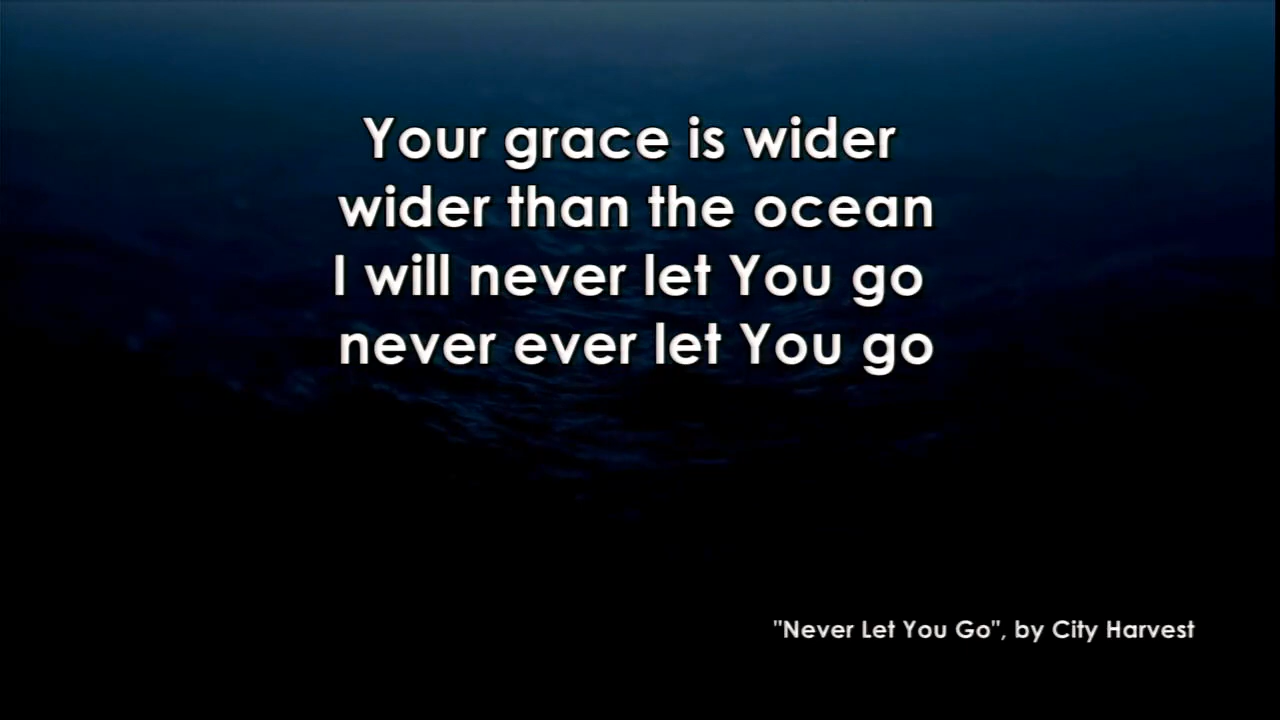 Your grace is wider
wider than the ocean
I will never let You go
never ever let You go
"Never Let You Go", by City Harvest